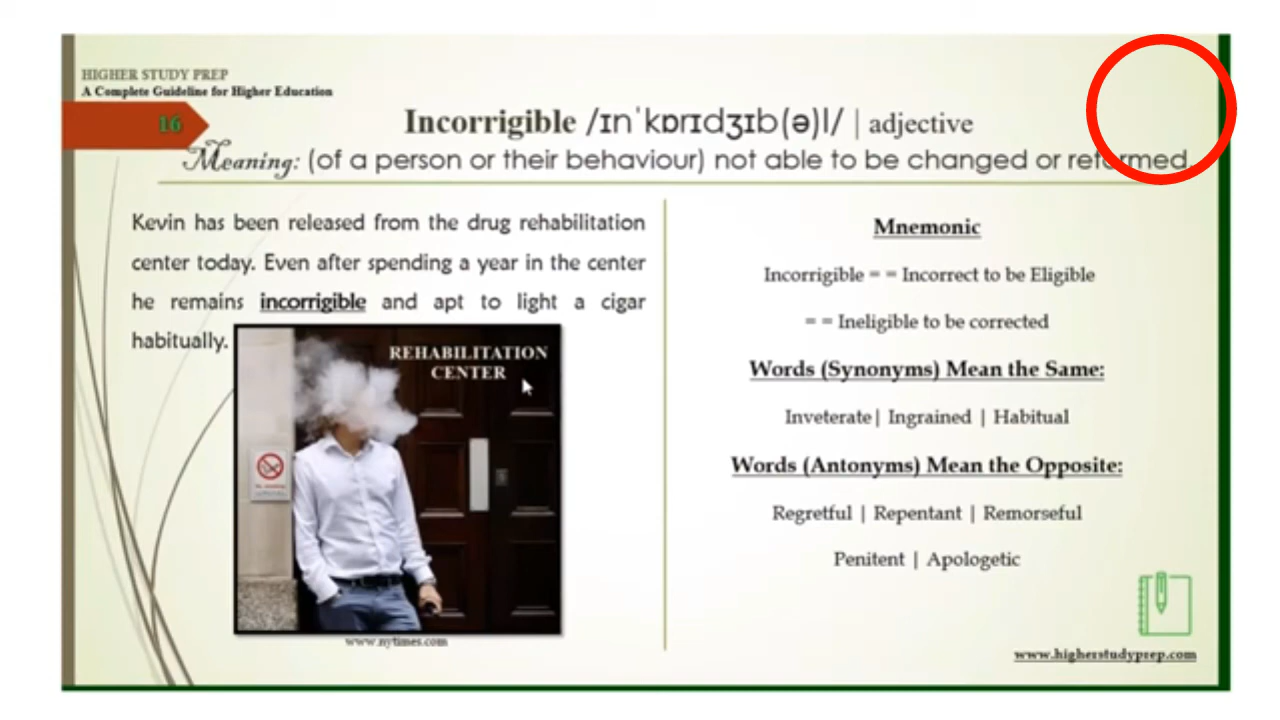 HIGHER STUDY PREP
A Complete Guideline for Higher Education
16
Incorrigible /ɪnˈkɒrɪdʒɪb(ə)l/ | adjective
Meaning: (of a person or their behaviour) not able to be changed or reformed.
Kevin has been released from the drug rehabilitation
center today. Even after spending a year in the center
he remains incorrigible and apt to light a cigar
habitually.
REHABILITATION
CENTER
www.nytimes.com
Mnemonic
Incorrigible = = Incorrect to be Eligible
= = Ineligible to be corrected
Words (Synonyms) Mean the Same:
Inveterate| Ingrained | Habitual
Words (Antonyms) Mean the Opposite:
Regretful | Repentant | Remorseful
Penitent | Apologetic
www.higherstudyprep.com